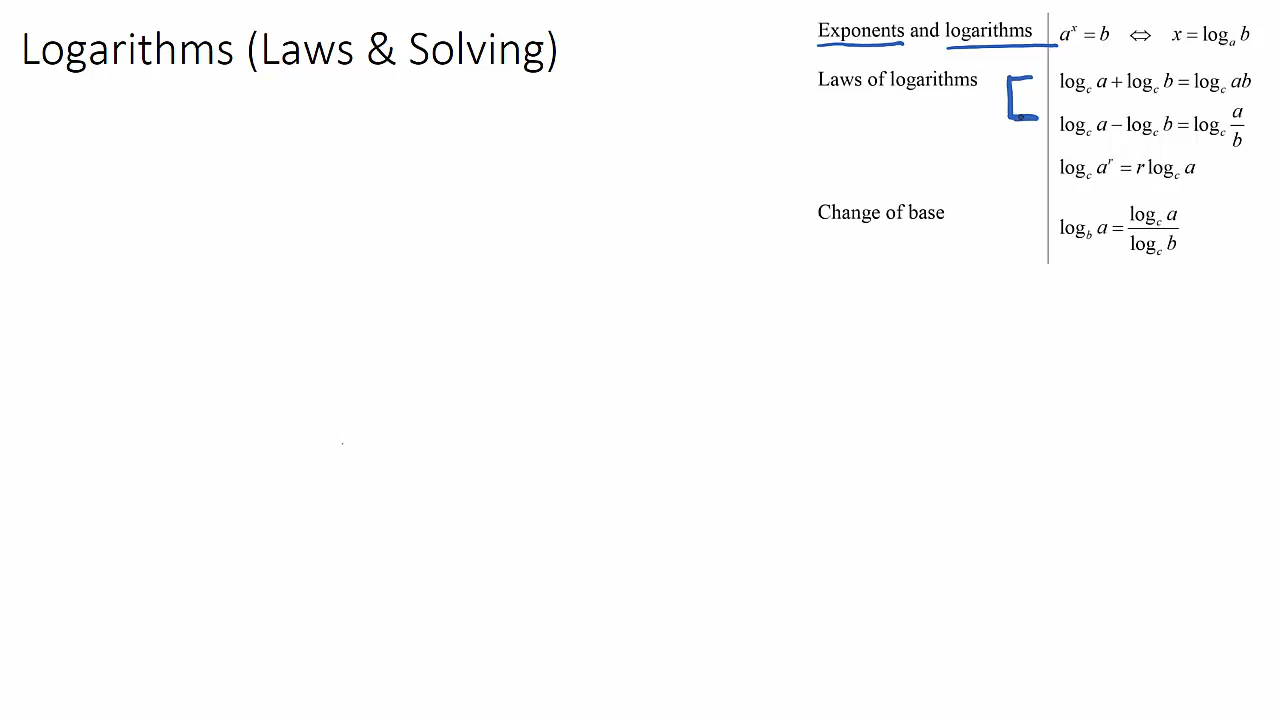 Logarithms (Laws & Solving)
Exponents and logarithms a^x = b ⇔ x = log_a b
Laws of logarithms log_c a + log_c b = log_c ab
log_c a − log_c b = log_c a/b
log_c a^r = r log_c a
Change of base log_b a = log_c a / log_c b